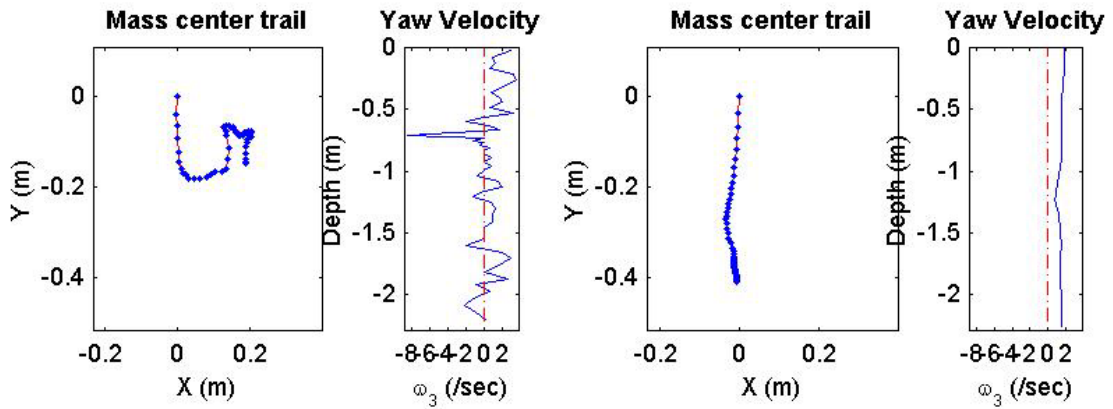 Mass center trail
Yaw Velocity
Mass center trail
Yaw Velocity
0
-0.2
-0.4
Y (m)
-0.2
0
0.2
X (m)
0
-0.5
-1
-1.5
-2
Depth (m)
-8-6-4-2 0 2
ω_3 (/sec)
0
-0.2
-0.4
Y (m)
-0.2
0
0.2
X (m)
0
-0.5
-1
-1.5
-2
Depth (m)
-8-6-4-2 0 2
ω_3 (/sec)